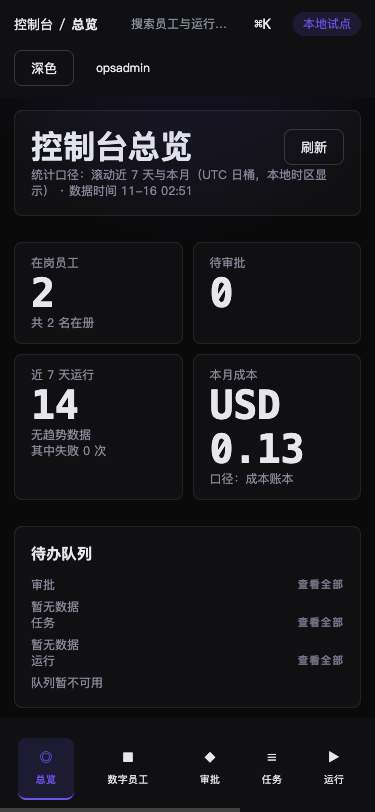 控制台 / 总览
搜索员工与运行...
⌘K
本地试点
深色
opsadmin
控制台总览
刷新
统计口径：滚动近 7 天与本月（UTC 日桶，本地时区显
示） · 数据时间 11-16 02:51
在岗员工
2
共 2 名在册
待审批
0
近 7 天运行
14
无趋势数据
其中失败 0 次
本月成本
USD
0.13
口径：成本账本
待办队列
审批
查看全部
暂无数据
任务
查看全部
暂无数据
运行
查看全部
队列暂不可用
总览
数字员工
审批
任务
运行